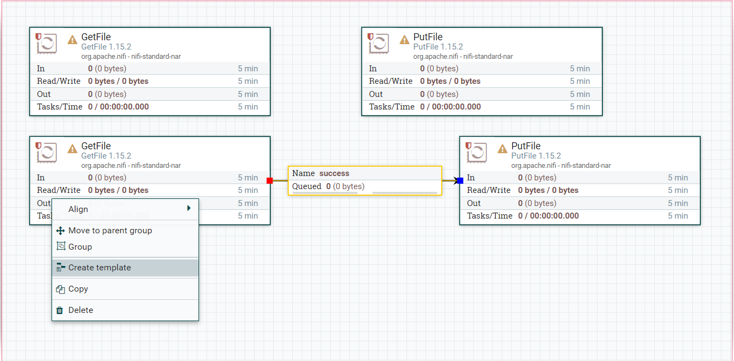 GetFile
GetFile 1.15.2
org.apache.nifi - nifi-standard-nar
In 0 (0 bytes) 5 min
Read/Write 0 bytes / 0 bytes 5 min
Out 0 (0 bytes) 5 min
Tasks/Time 0 / 00:00:00.000 5 min
PutFile
PutFile 1.15.2
org.apache.nifi - nifi-standard-nar
In 0 (0 bytes) 5 min
Read/Write 0 bytes / 0 bytes 5 min
Out 0 (0 bytes) 5 min
Tasks/Time 0 / 00:00:00.000 5 min
GetFile
GetFile 1.15.2
org.apache.nifi - nifi-standard-nar
In 0 (0 bytes) 5 min
Read/Write 0 bytes / 0 bytes 5 min
Out 5 min
5 min
Align
Move to parent group
Group
Create template
Copy
Delete
Name success
Queued 0 (0 bytes)
PutFile
PutFile 1.15.2
org.apache.nifi - nifi-standard-nar
In 0 (0 bytes) 5 min
Read/Write 0 bytes / 0 bytes 5 min
Out 0 (0 bytes) 5 min
Tasks/Time 0 / 00:00:00.000 5 min